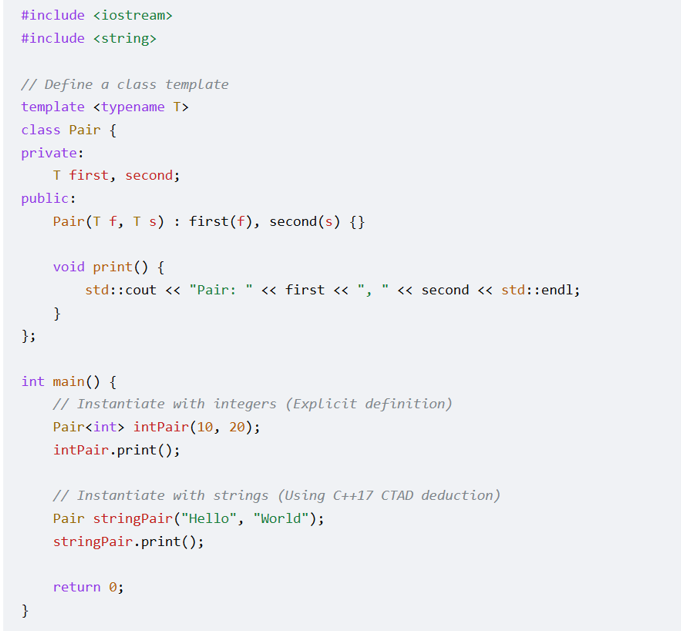 #include <iostream>
#include <string>

// Define a class template
template <typename T>
class Pair {
private:
    T first, second;
public:
    Pair(T f, T s) : first(f), second(s) {}

    void print() {
        std::cout << "Pair: " << first << ", " << second << std::endl;
    }
};

int main() {
    // Instantiate with integers (Explicit definition)
    Pair<int> intPair(10, 20);
    intPair.print();

    // Instantiate with strings (Using C++17 CTAD deduction)
    Pair stringPair("Hello", "World");
    stringPair.print();

    return 0;
}